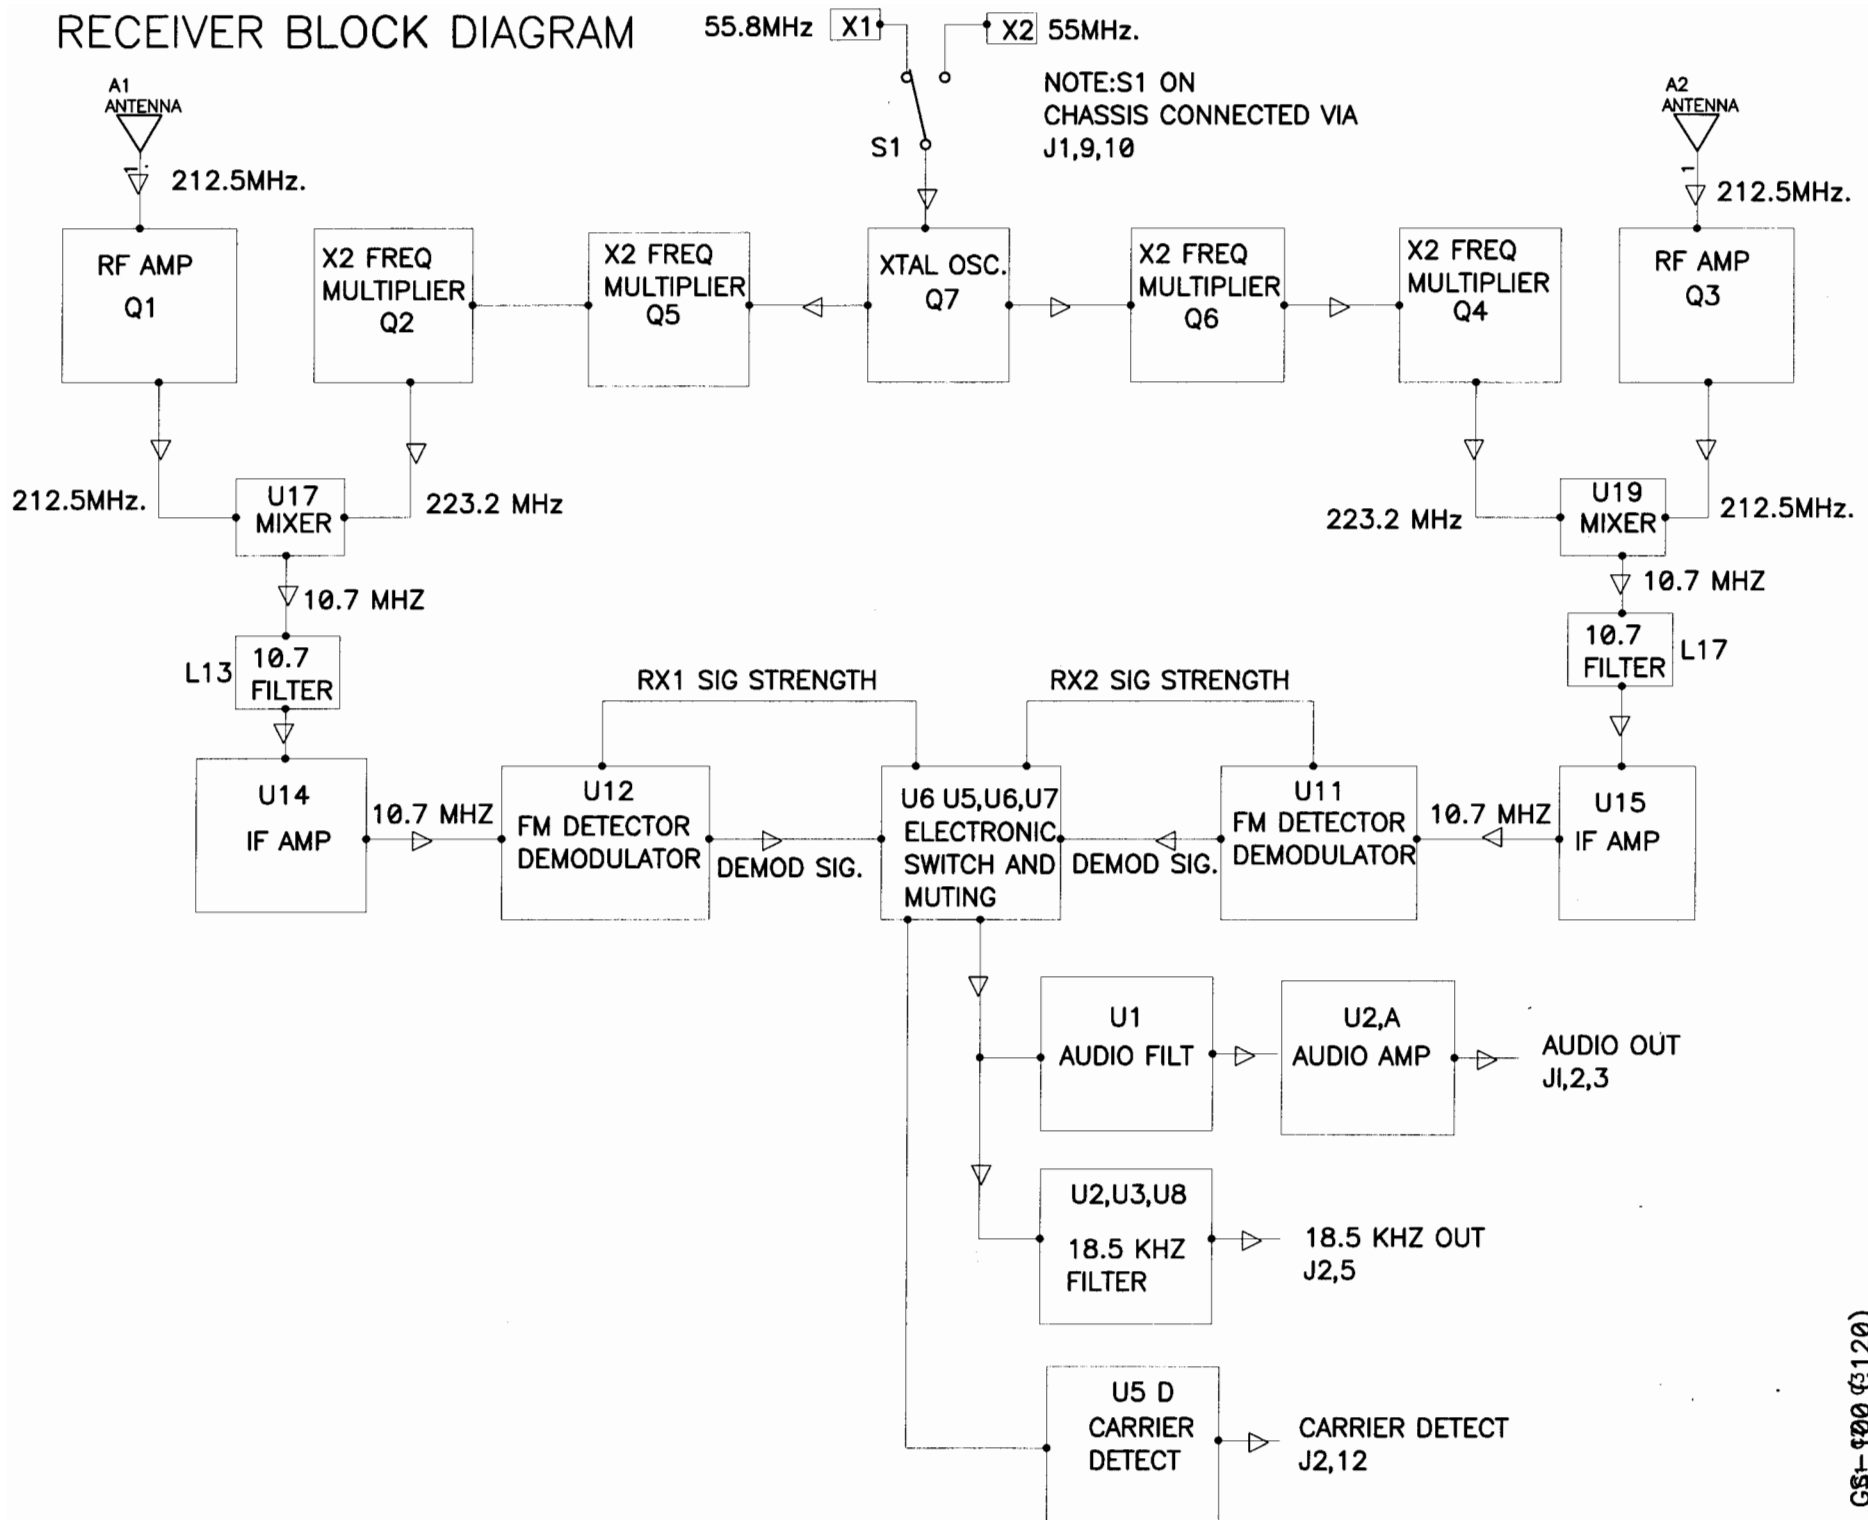 RECEIVER BLOCK DIAGRAM
55.8MHz
X1
X2
55MHz.
NOTE:S1 ON
CHASSIS CONNECTED VIA
J1,9,10
S1
A1
ANTENNA
1
212.5MHz.
A2
ANTENNA
1
212.5MHz.
RF AMP
Q1
X2 FREQ
MULTIPLIER
Q2
X2 FREQ
MULTIPLIER
Q5
XTAL OSC.
Q7
X2 FREQ
MULTIPLIER
Q6
X2 FREQ
MULTIPLIER
Q4
RF AMP
Q3
212.5MHz.
U17
MIXER
223.2 MHz
223.2 MHz
U19
MIXER
212.5MHz.
10.7 MHZ
10.7 MHZ
L13
10.7
FILTER
10.7
FILTER
L17
RX1 SIG STRENGTH
RX2 SIG STRENGTH
U14
IF AMP
10.7 MHZ
U12
FM DETECTOR
DEMODULATOR
DEMOD SIG.
U6 U5,U6,U7
ELECTRONIC
SWITCH AND
MUTING
DEMOD SIG.
U11
FM DETECTOR
DEMODULATOR
10.7 MHZ
U15
IF AMP
U1
AUDIO FILT
U2,A
AUDIO AMP
AUDIO OUT
J1,2,3
U2,U3,U8
18.5 KHZ
FILTER
18.5 KHZ OUT
J2,5
U5 D
CARRIER
DETECT
CARRIER DETECT
J2,12